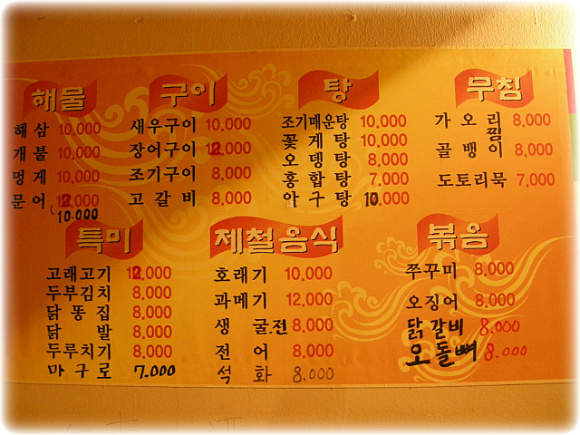 해물
해삼 10,000
개불 10,000
멍게 10,000
문어 12,000
(10.000
구이
새우구이 10,000
장어구이 12,000
조기구이 8,000
고갈비 8,000
탕
조기매운탕 10,000
꽃게탕 10,000
오뎅탕 8,000
홍합탕 7,000
아구탕 10,000
무침
가오리찜 8,000
골뱅이 8,000
도토리묵 7,000
특미
고래고기 12,000
두부김치 8,000
닭똥집 8,000
닭발 8,000
두루치기 8,000
마구로 7.000
제철음식
호래기 10,000
과메기 12,000
생굴전 8,000
전어 8,000
석화 8.000
볶음
쭈꾸미 8,000
오징어 8,000
닭갈비 8.000
오돌뼈 8.000